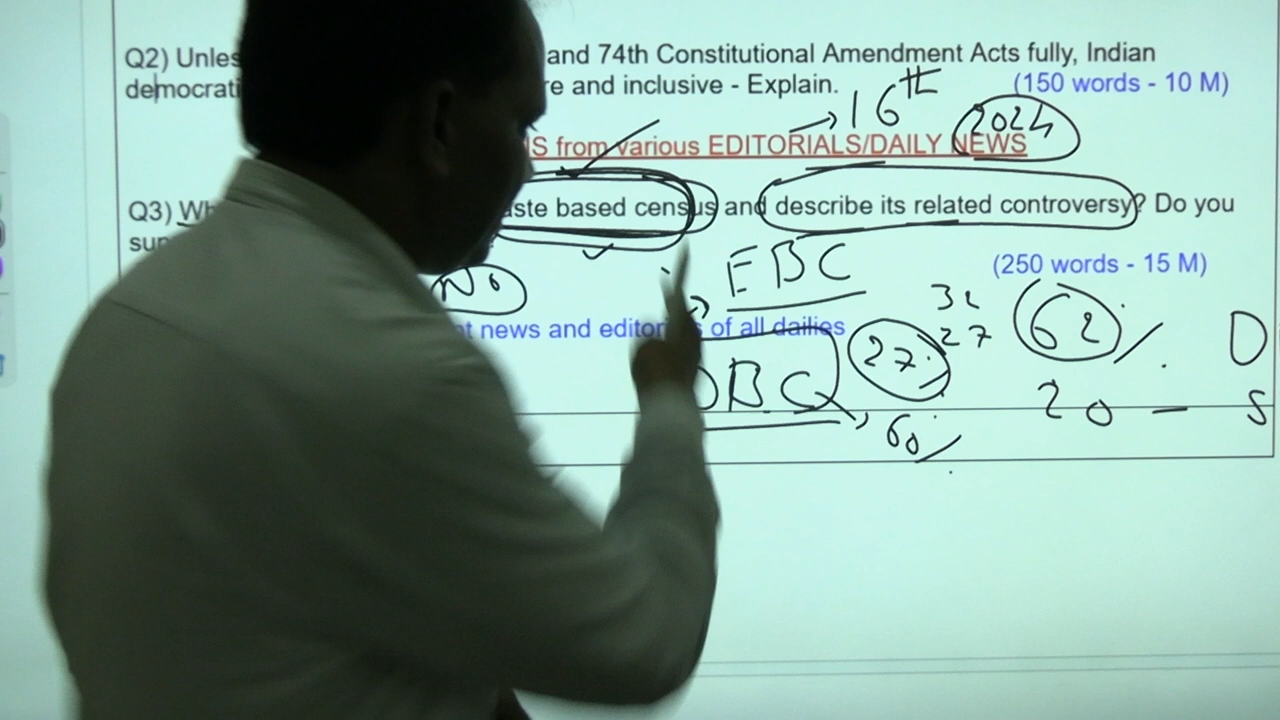 Q2) Unles and 74th Constitutional Amendment Acts fully, Indian
democrati re and inclusive - Explain. (150 words - 10 M)
16th
2024
S from various EDITORIALS/DAILY NEWS
Q3) Wh aste based census and describe its related controversy? Do you
sup
No
EBC
(250 words - 15 M)
t news and editor s of all dailies
27%
27
62%
D
OBC
60%
20 - S